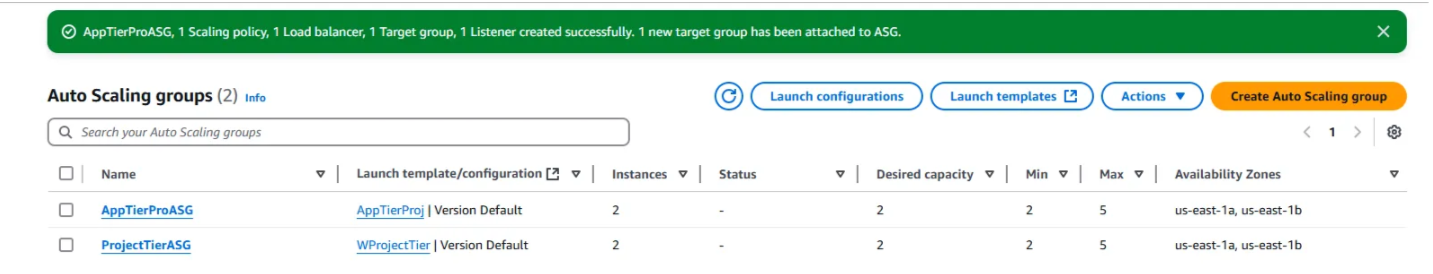 AppTierProASG, 1 Scaling policy, 1 Load balancer, 1 Target group, 1 Listener created successfully. 1 new target group has been attached to ASG.
Auto Scaling groups (2) Info
Launch configurations
Launch templates
Actions
Create Auto Scaling group
Search your Auto Scaling groups
1
Name Launch template/configuration Instances Status Desired capacity Min Max Availability Zones
AppTierProASG AppTierProj | Version Default 2 - 2 2 5 us-east-1a, us-east-1b
ProjectTierASG WProjectTier | Version Default 2 - 2 2 5 us-east-1a, us-east-1b